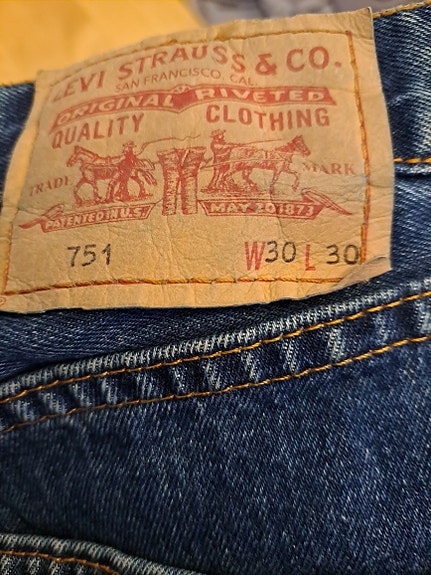 LEVI STRAUSS & CO.
SAN FRANCISCO, CAL.
ORIGINAL RIVETED
QUALITY CLOTHING
TRADE MARK
PATENTED IN U.S. MAY 20 1873
751 W30 L 30